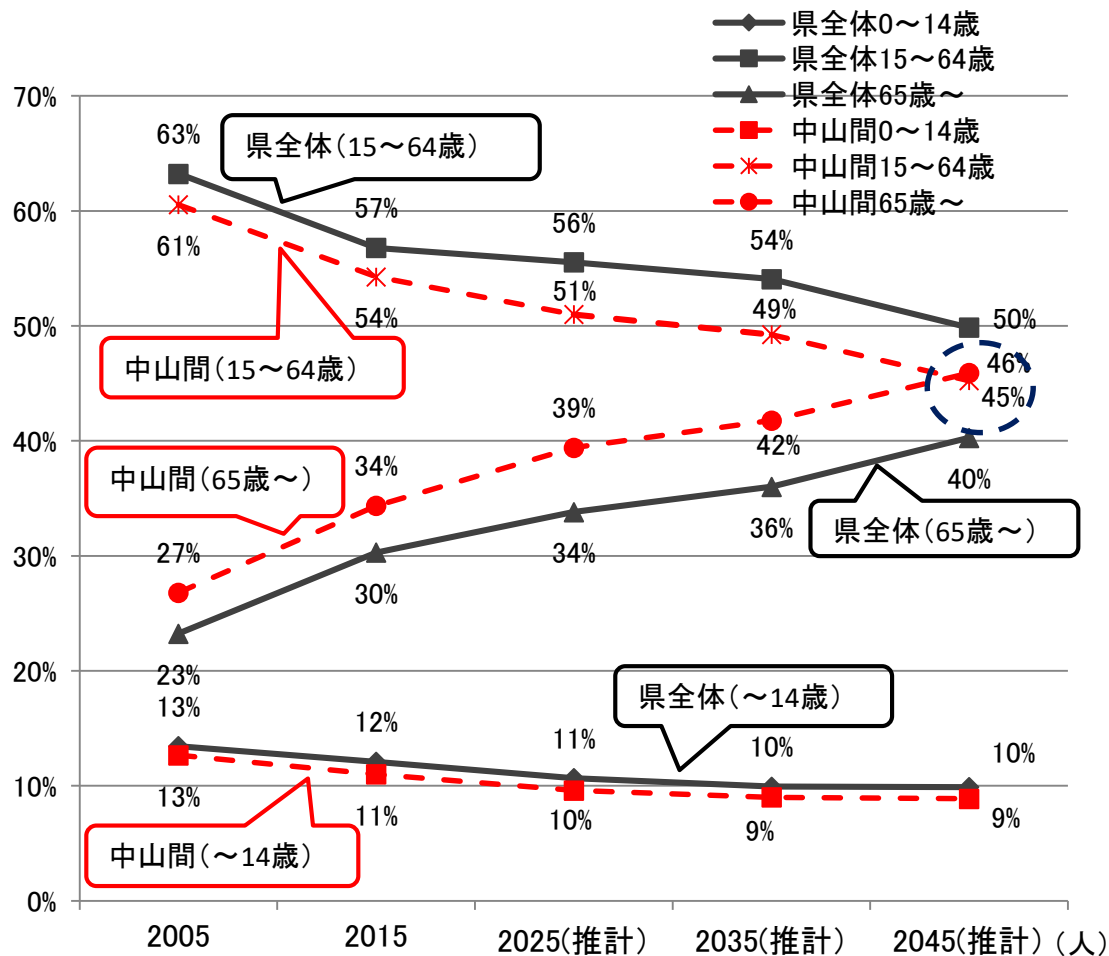 県全体0～14歳
県全体15～64歳
県全体65歳～
中山間0～14歳
中山間15～64歳
中山間65歳～
70%
60%
50%
40%
30%
20%
10%
0%
県全体(15～64歳)
中山間(15～64歳)
中山間(65歳～)
県全体(65歳～)
県全体(～14歳)
中山間(～14歳)
63%
57%
56%
54%
50%
61%
54%
51%
49%
45%
27%
34%
39%
42%
46%
23%
30%
34%
36%
40%
13%
12%
11%
10%
10%
13%
11%
10%
9%
9%
2005
2015
2025(推計)
2035(推計)
2045(推計)
(人)